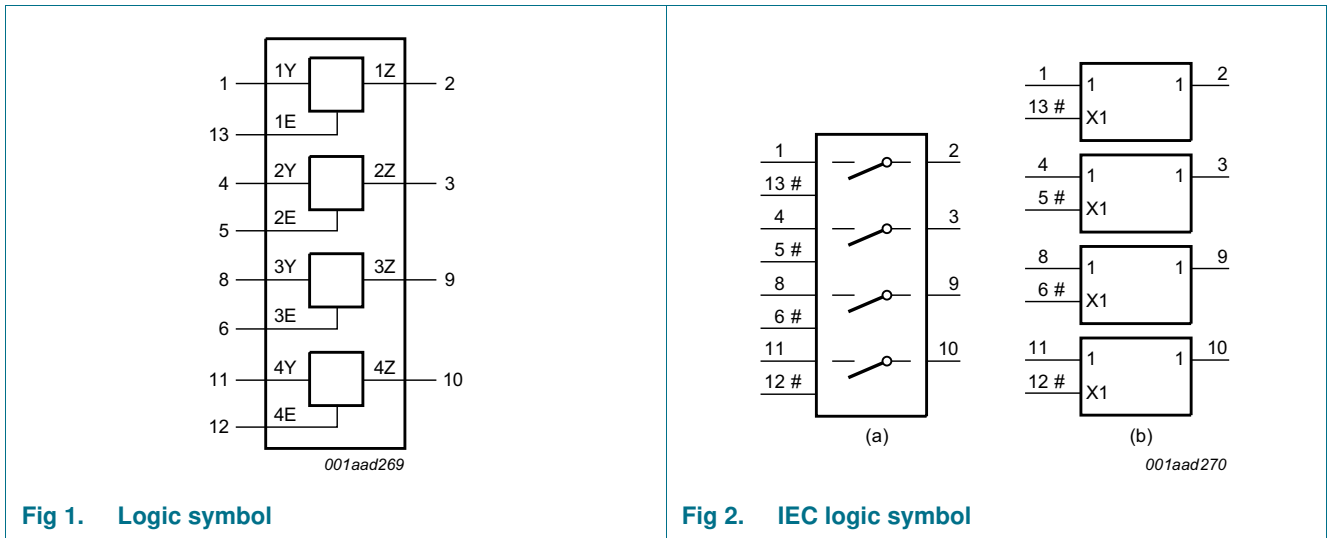 1 1Y 1Z 2
13 1E
4 2Y 2Z 3
5 2E
8 3Y 3Z 9
6 3E
11 4Y 4Z 10
12 4E
001aad269
Fig 1. Logic symbol
1 2
13 #
4 3
5 #
8 9
6 #
11 10
12 #
(a)
1 1 1 2
13 # X1
4 1 1 3
5 # X1
8 1 1 9
6 # X1
11 1 1 10
12 # X1
(b)
001aad270
Fig 2. IEC logic symbol